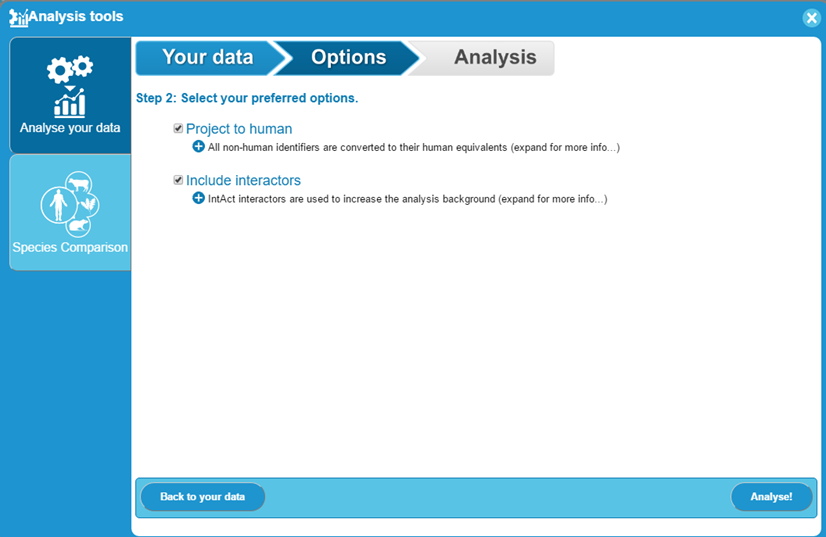 Analysis tools
Your data
Options
Analysis
Analyse your data
Species Comparison
Step 2: Select your preferred options.
Project to human
All non-human identifiers are converted to their human equivalents (expand for more info...)
Include interactors
IntAct interactors are used to increase the analysis background (expand for more info...)
Back to your data
Analyse!